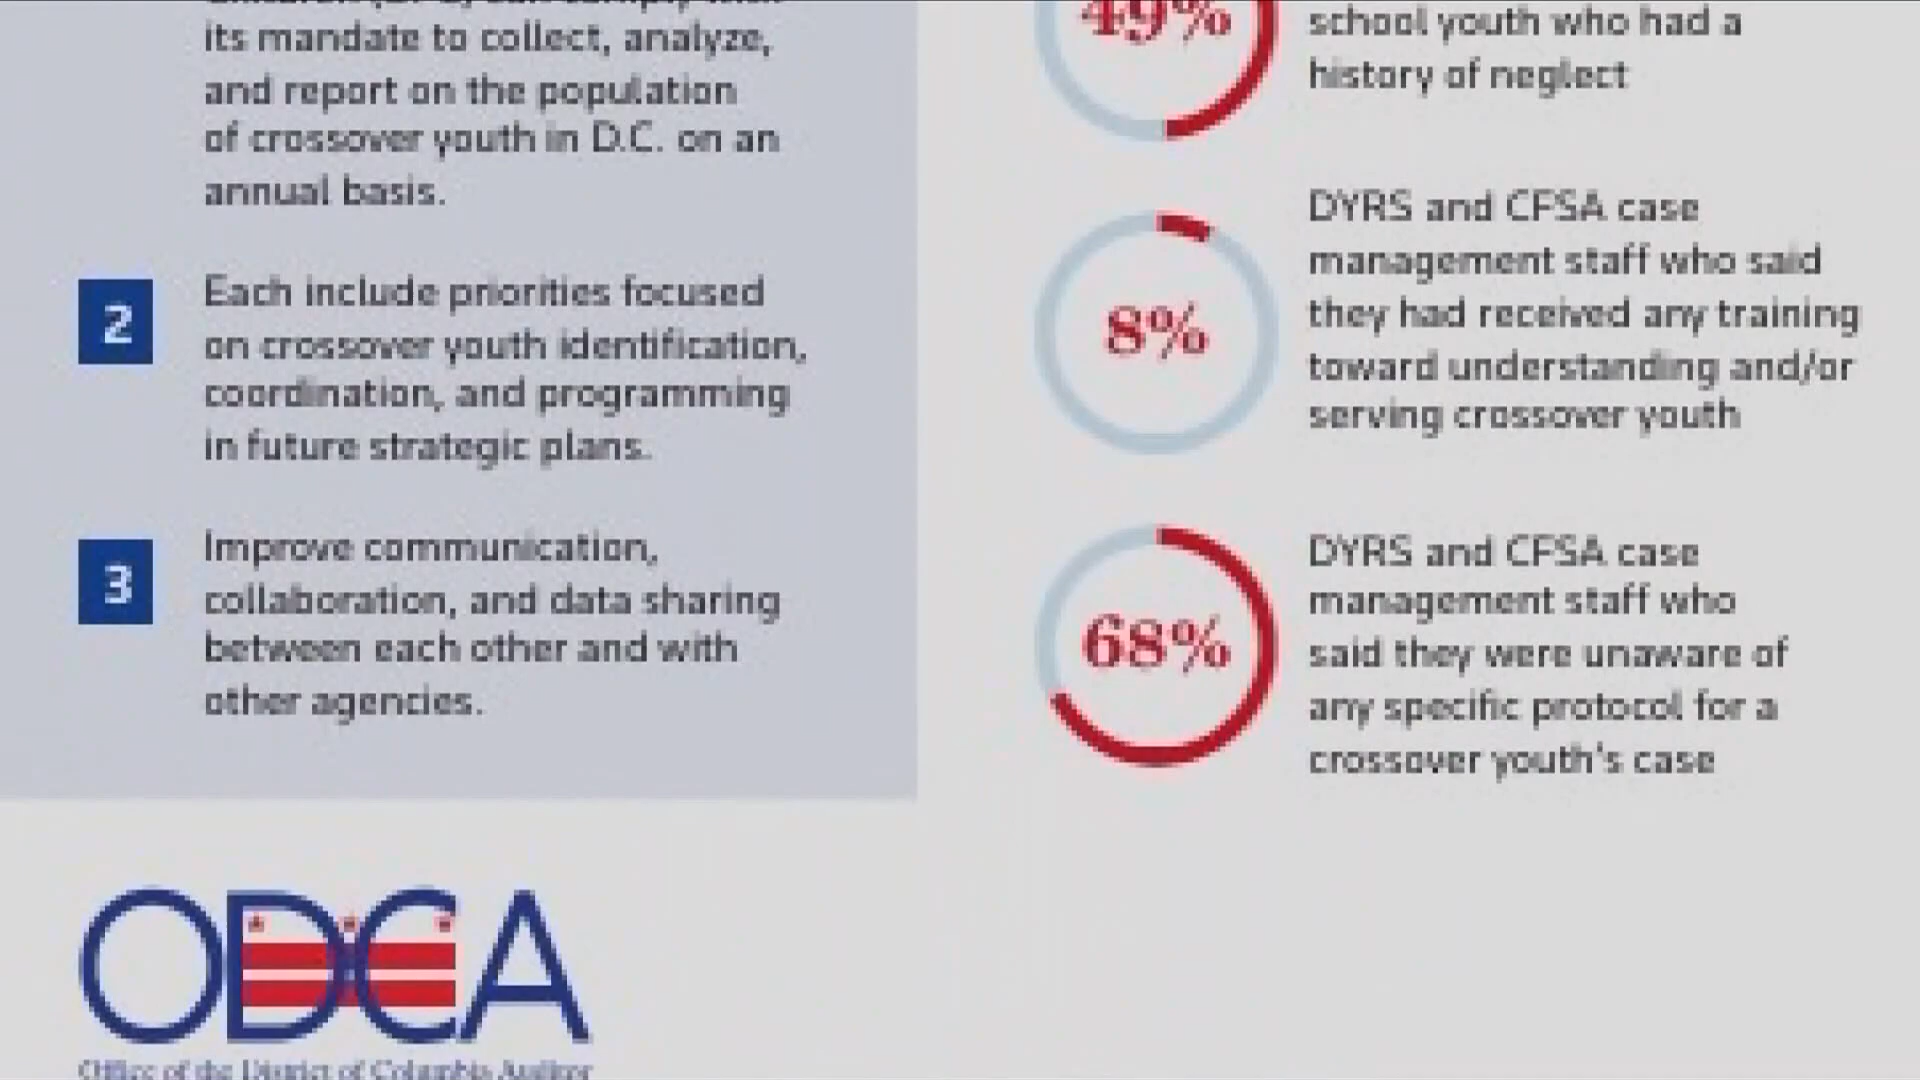 its mandate to collect, analyze,
and report on the population
of crossover youth in D.C. on an
annual basis.
2
Each include priorities focused
on crossover youth identification,
coordination, and programming
in future strategic plans.
3
Improve communication,
collaboration, and data sharing
between each other and with
other agencies.
49%
school youth who had a
history of neglect
8%
DYRS and CFSA case
management staff who said
they had received any training
toward understanding and/or
serving crossover youth
68%
DYRS and CFSA case
management staff who
said they were unaware of
any specific protocol for a
crossover youth's case
ODCA
Office of the District of Columbia Auditor